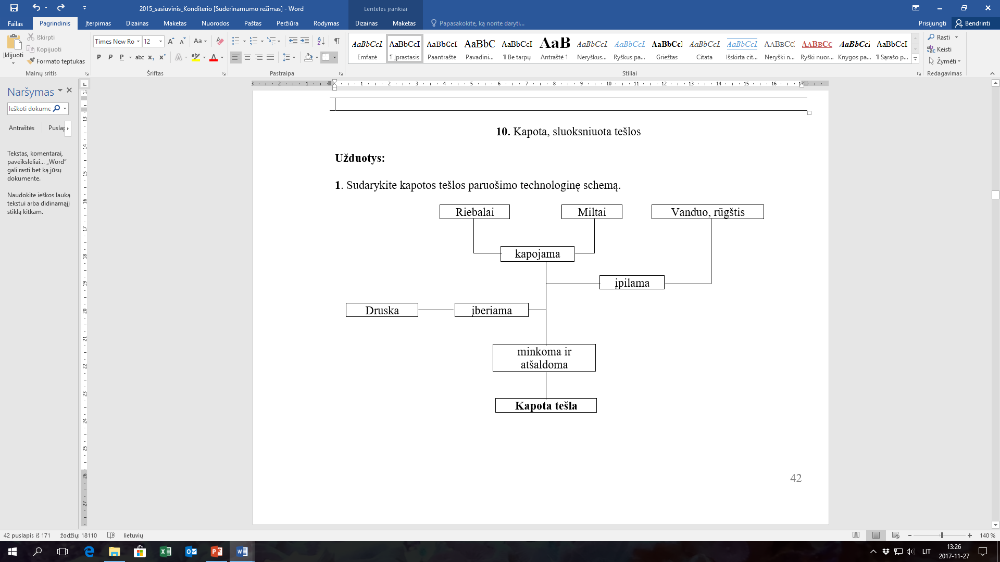 2015_sasiuvinis_Konditerio [Suderinamumo režimas] - Word
Lentelės įrankiai
Failas
Pagrindinis
Įterpimas
Dizainas
Maketas
Nuorodos
Paštas
Peržiūra
Rodymas
Dizainas
Maketas
Papasakokite, ką norite daryti...
Prisijungti
Bendrinti
Įklijuoti
Iškirpti
Kopijuoti
Formato teptukas
Mainų sritis
Times New Ro
12
Šriftas
Pastraipa
AaBbCcI AaBbCcI AaBbCcI AaBbC AaBbCcI AaB AaBbCcL AaBbCcL AaBbCcI AaBbCcL AaBbCcL AaBbCcI AaBbCc AaBbCcI AaBbCcI
Emfazė
¶ Įprastasis
Paantraštė
Pavadini...
¶ Be tarpų
Antraštė 1
Neryškus...
Ryškus pa...
Griežtas
Citata
Išskirta cit...
Neryški n...
Ryški nuor...
Knygos pa...
¶ Sąrašo p...
Stiliai
Rasti
Keisti
Žymėti
Redagavimas
Naršymas
Ieškoti dokume
Antraštės
Puslap
Tekstas, komentarai,
paveikslėliai... „Word“
gali rasti bet ką jūsų
dokumente.
Naudokite ieškos lauką
tekstui arba didinamąjį
stiklą kitkam.
10. Kapota, sluoksniuota tešlos
Užduotys:
1. Sudarykite kapotos tešlos paruošimo technologinę schemą.
Riebalai
Miltai
Vanduo, rūgštis
kapojama
įpilama
Druska
įberiama
minkoma ir
atšaldoma
Kapota tešla
42
42 puslapis iš 171
žodžių: 18110
lietuvių
140 %
LIT
13:26
2017-11-27